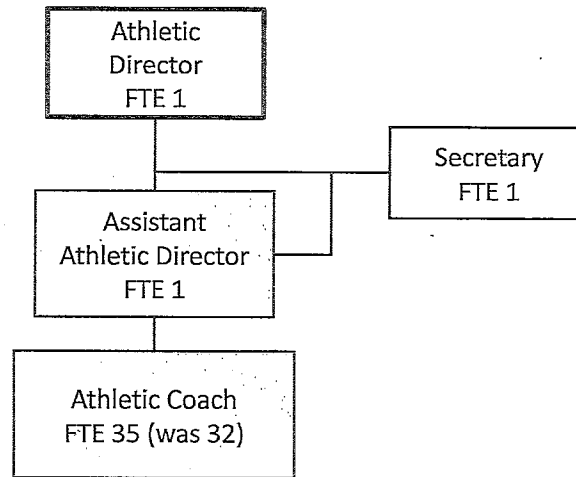 Athletic
Director
FTE 1
Secretary
FTE 1
Assistant
Athletic Director
FTE 1
Athletic Coach
FTE 35 (was 32)